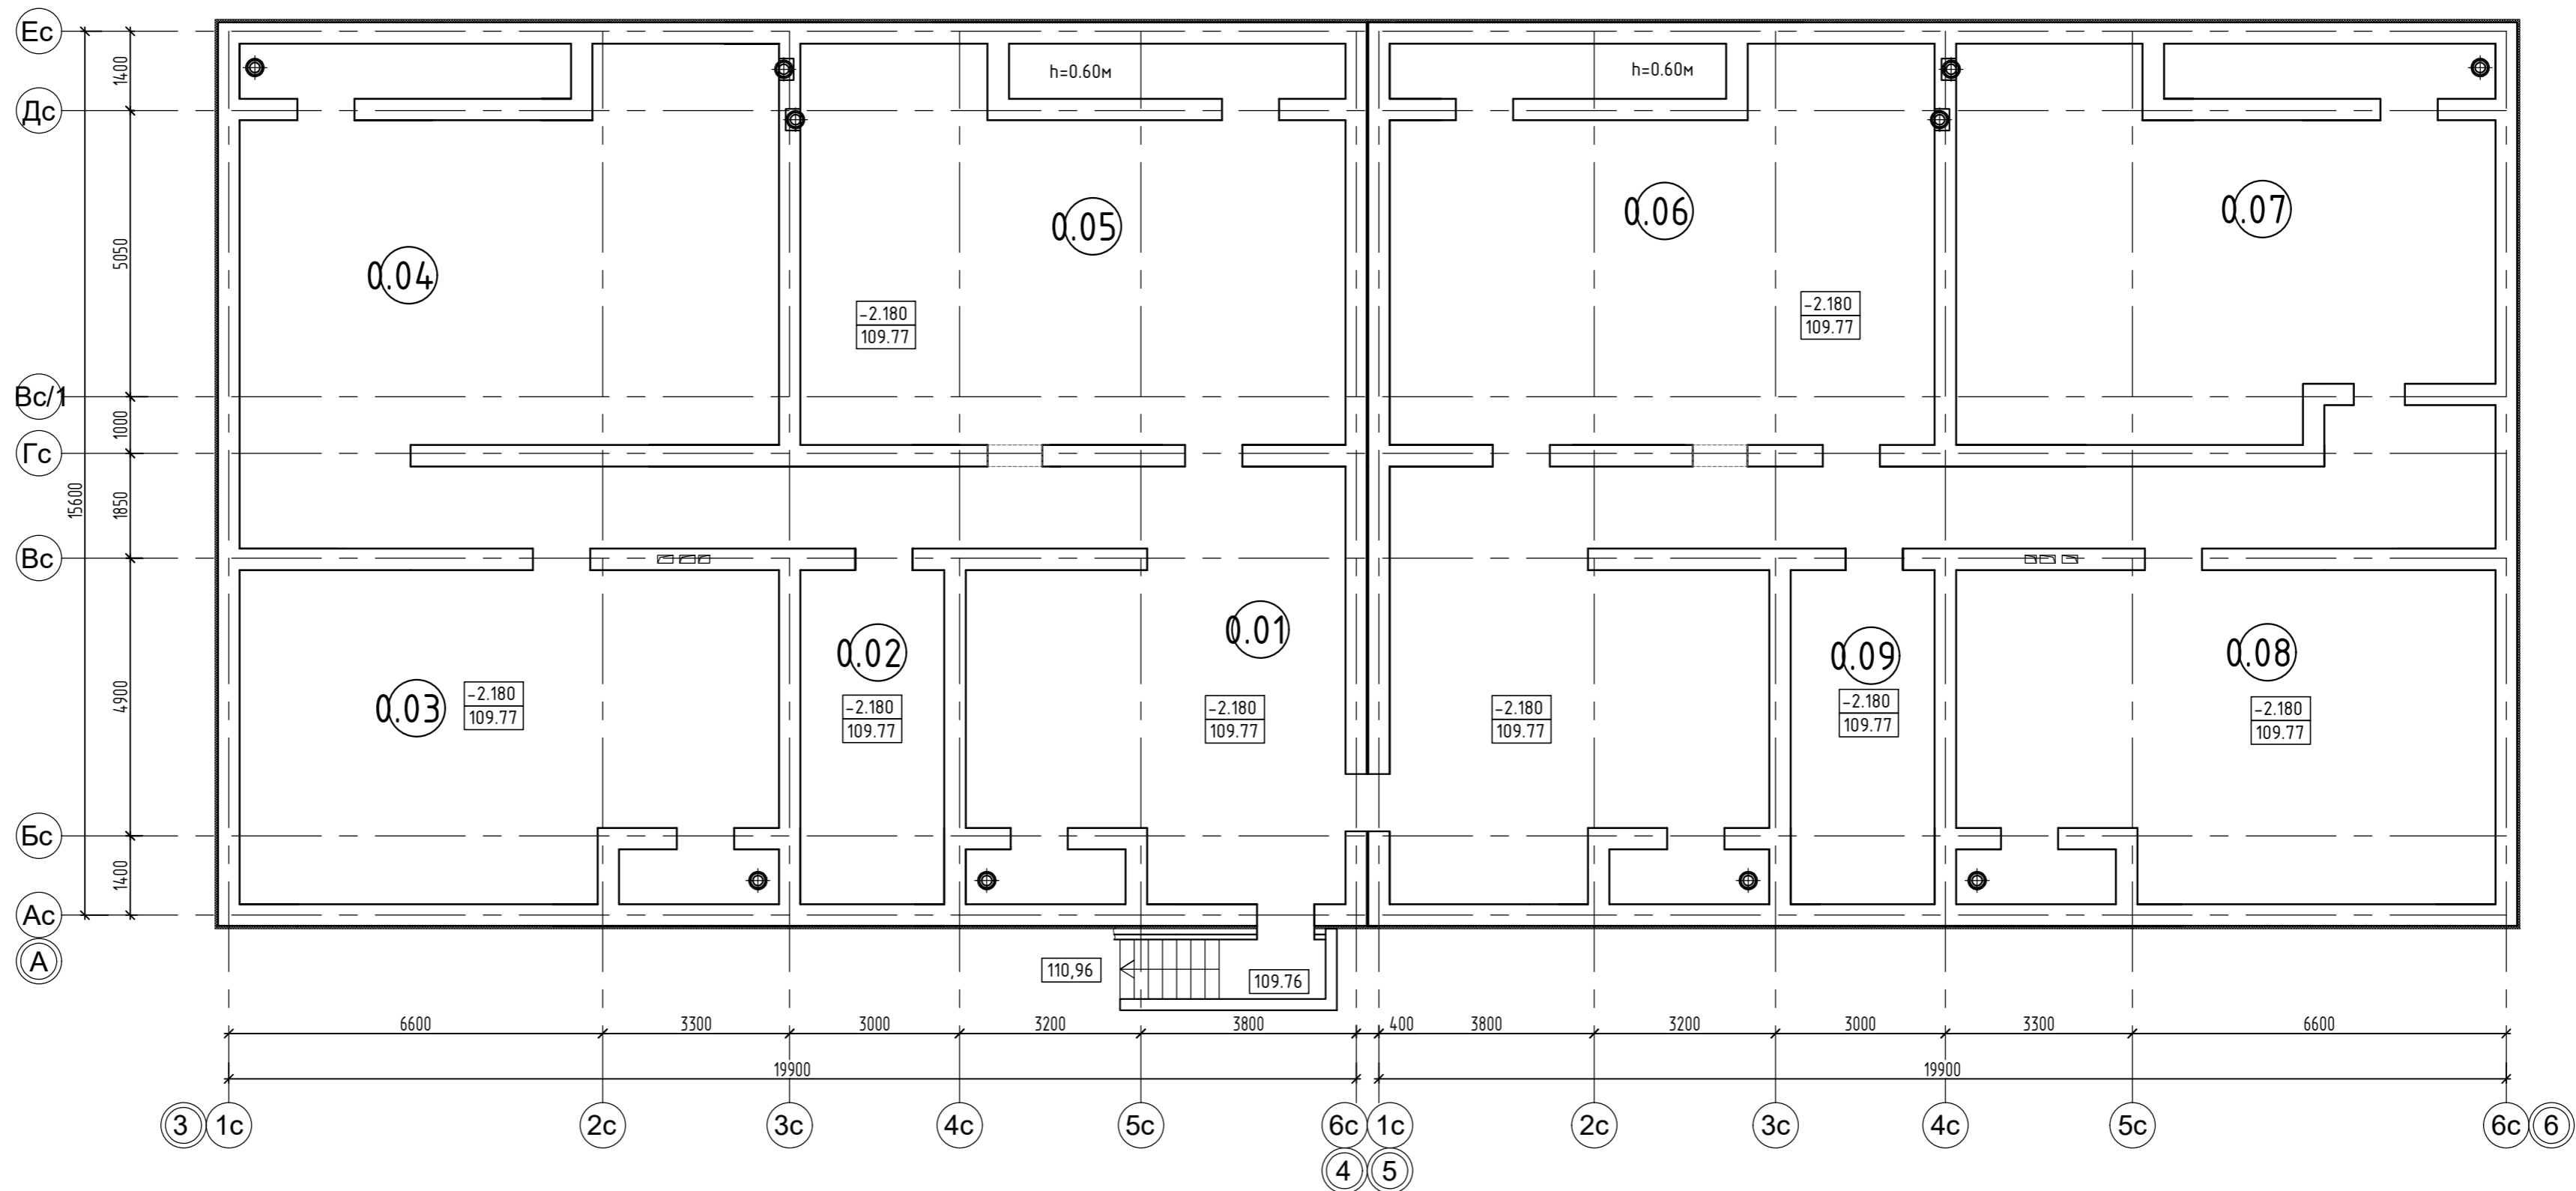 Ес
1400
h=0.60м
h=0.60м
Дс
0.04
0.05
0.06
0.07
5050
-2.180
109.77
-2.180
109.77
Вс/1
1000
Гс
15600
1850
Вс
0.03
-2.180
109.77
0.02
-2.180
109.77
0.01
-2.180
109.77
-2.180
109.77
0.09
-2.180
109.77
0.08
-2.180
109.77
4900
Бс
1400
Ас
А
110,96
109.76
6600
3300
3000
3200
3800
400
3800
3200
3000
3300
6600
19900
19900
3
1с
2с
3с
4с
5с
6с
1с
2с
3с
4с
5с
6с
6
4
5